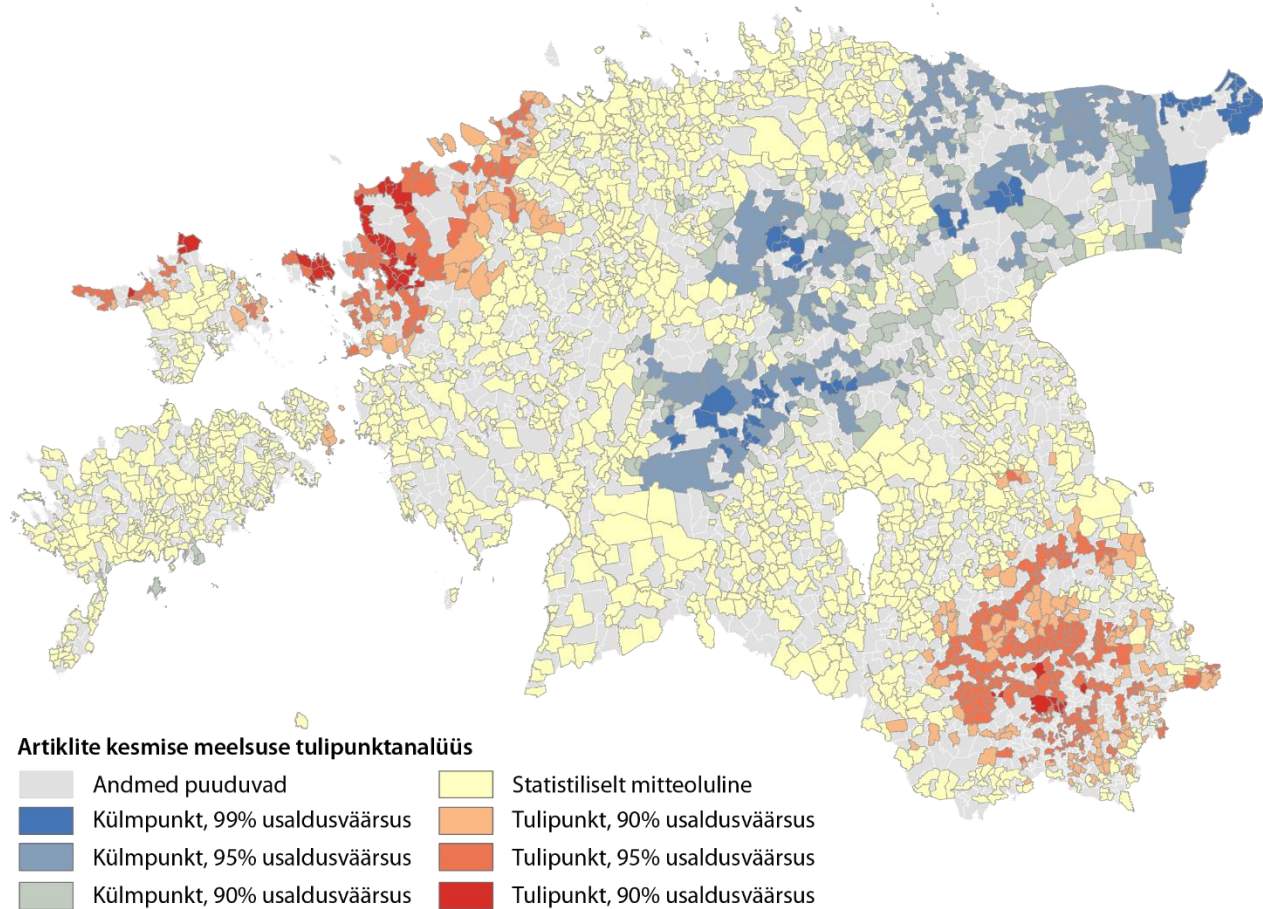 Artiklite kesmise meelsuse tulipunktanalüüs
Andmed puuduvad
Statistiliselt mitteoluline
Külmpunkt, 99% usaldusväärsus
Tulipunkt, 90% usaldusväärsus
Külmpunkt, 95% usaldusväärsus
Tulipunkt, 95% usaldusväärsus
Külmpunkt, 90% usaldusväärsus
Tulipunkt, 90% usaldusväärsus